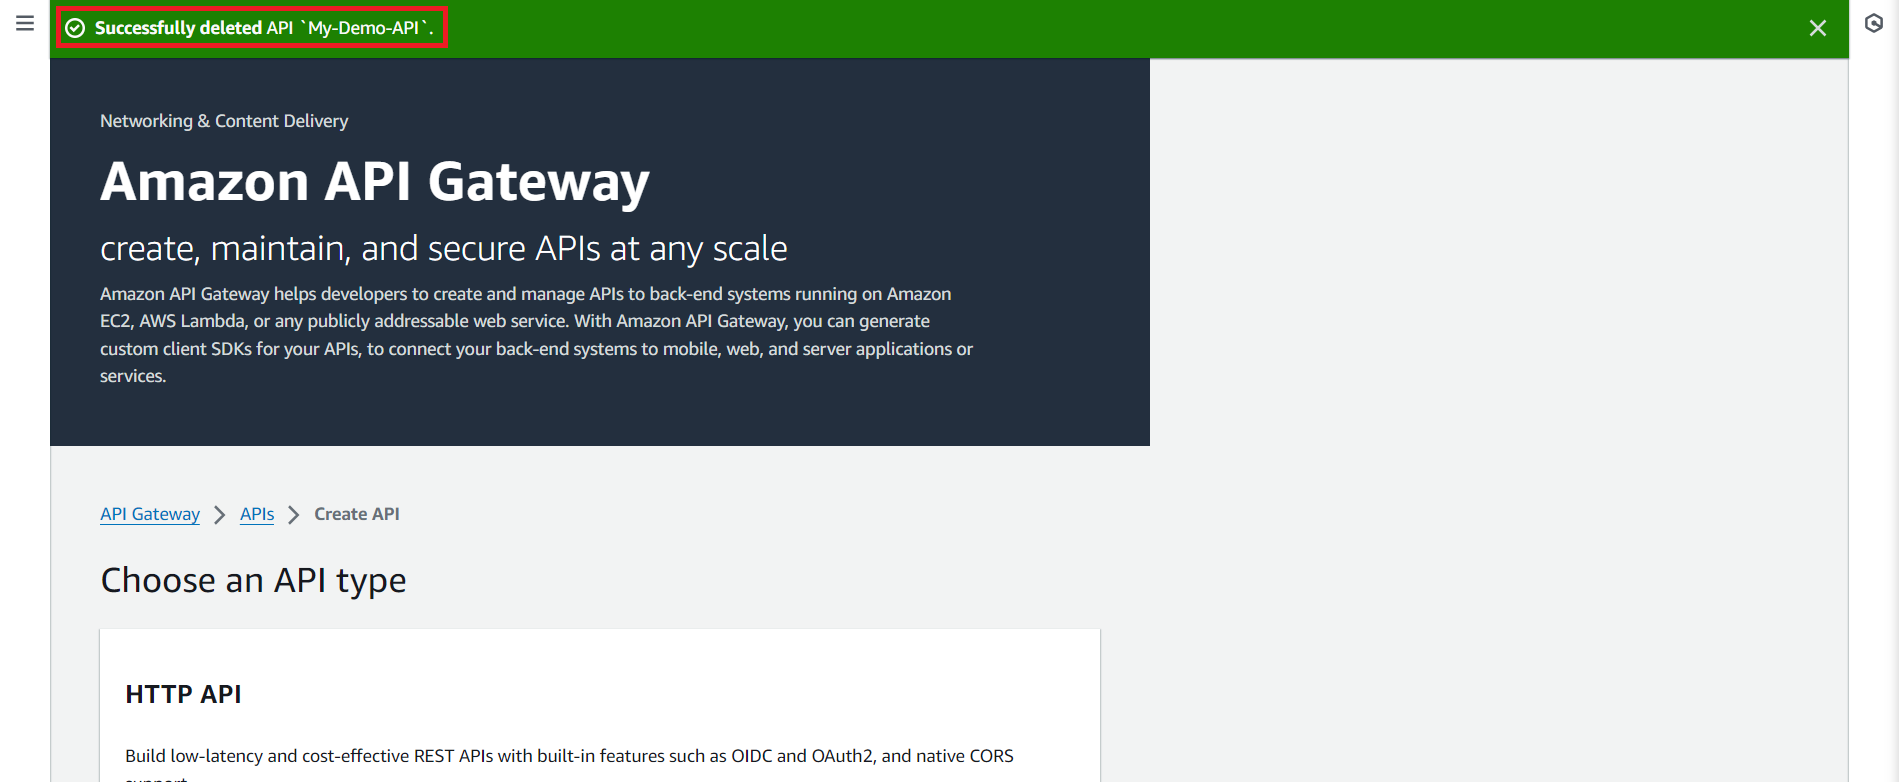 Successfully deleted API `My-Demo-API`.
Networking & Content Delivery
Amazon API Gateway
create, maintain, and secure APIs at any scale
Amazon API Gateway helps developers to create and manage APIs to back-end systems running on Amazon
EC2, AWS Lambda, or any publicly addressable web service. With Amazon API Gateway, you can generate
custom client SDKs for your APIs, to connect your back-end systems to mobile, web, and server applications or
services.
API Gateway > APIs > Create API
Choose an API type
HTTP API
Build low-latency and cost-effective REST APIs with built-in features such as OIDC and OAuth2, and native CORS